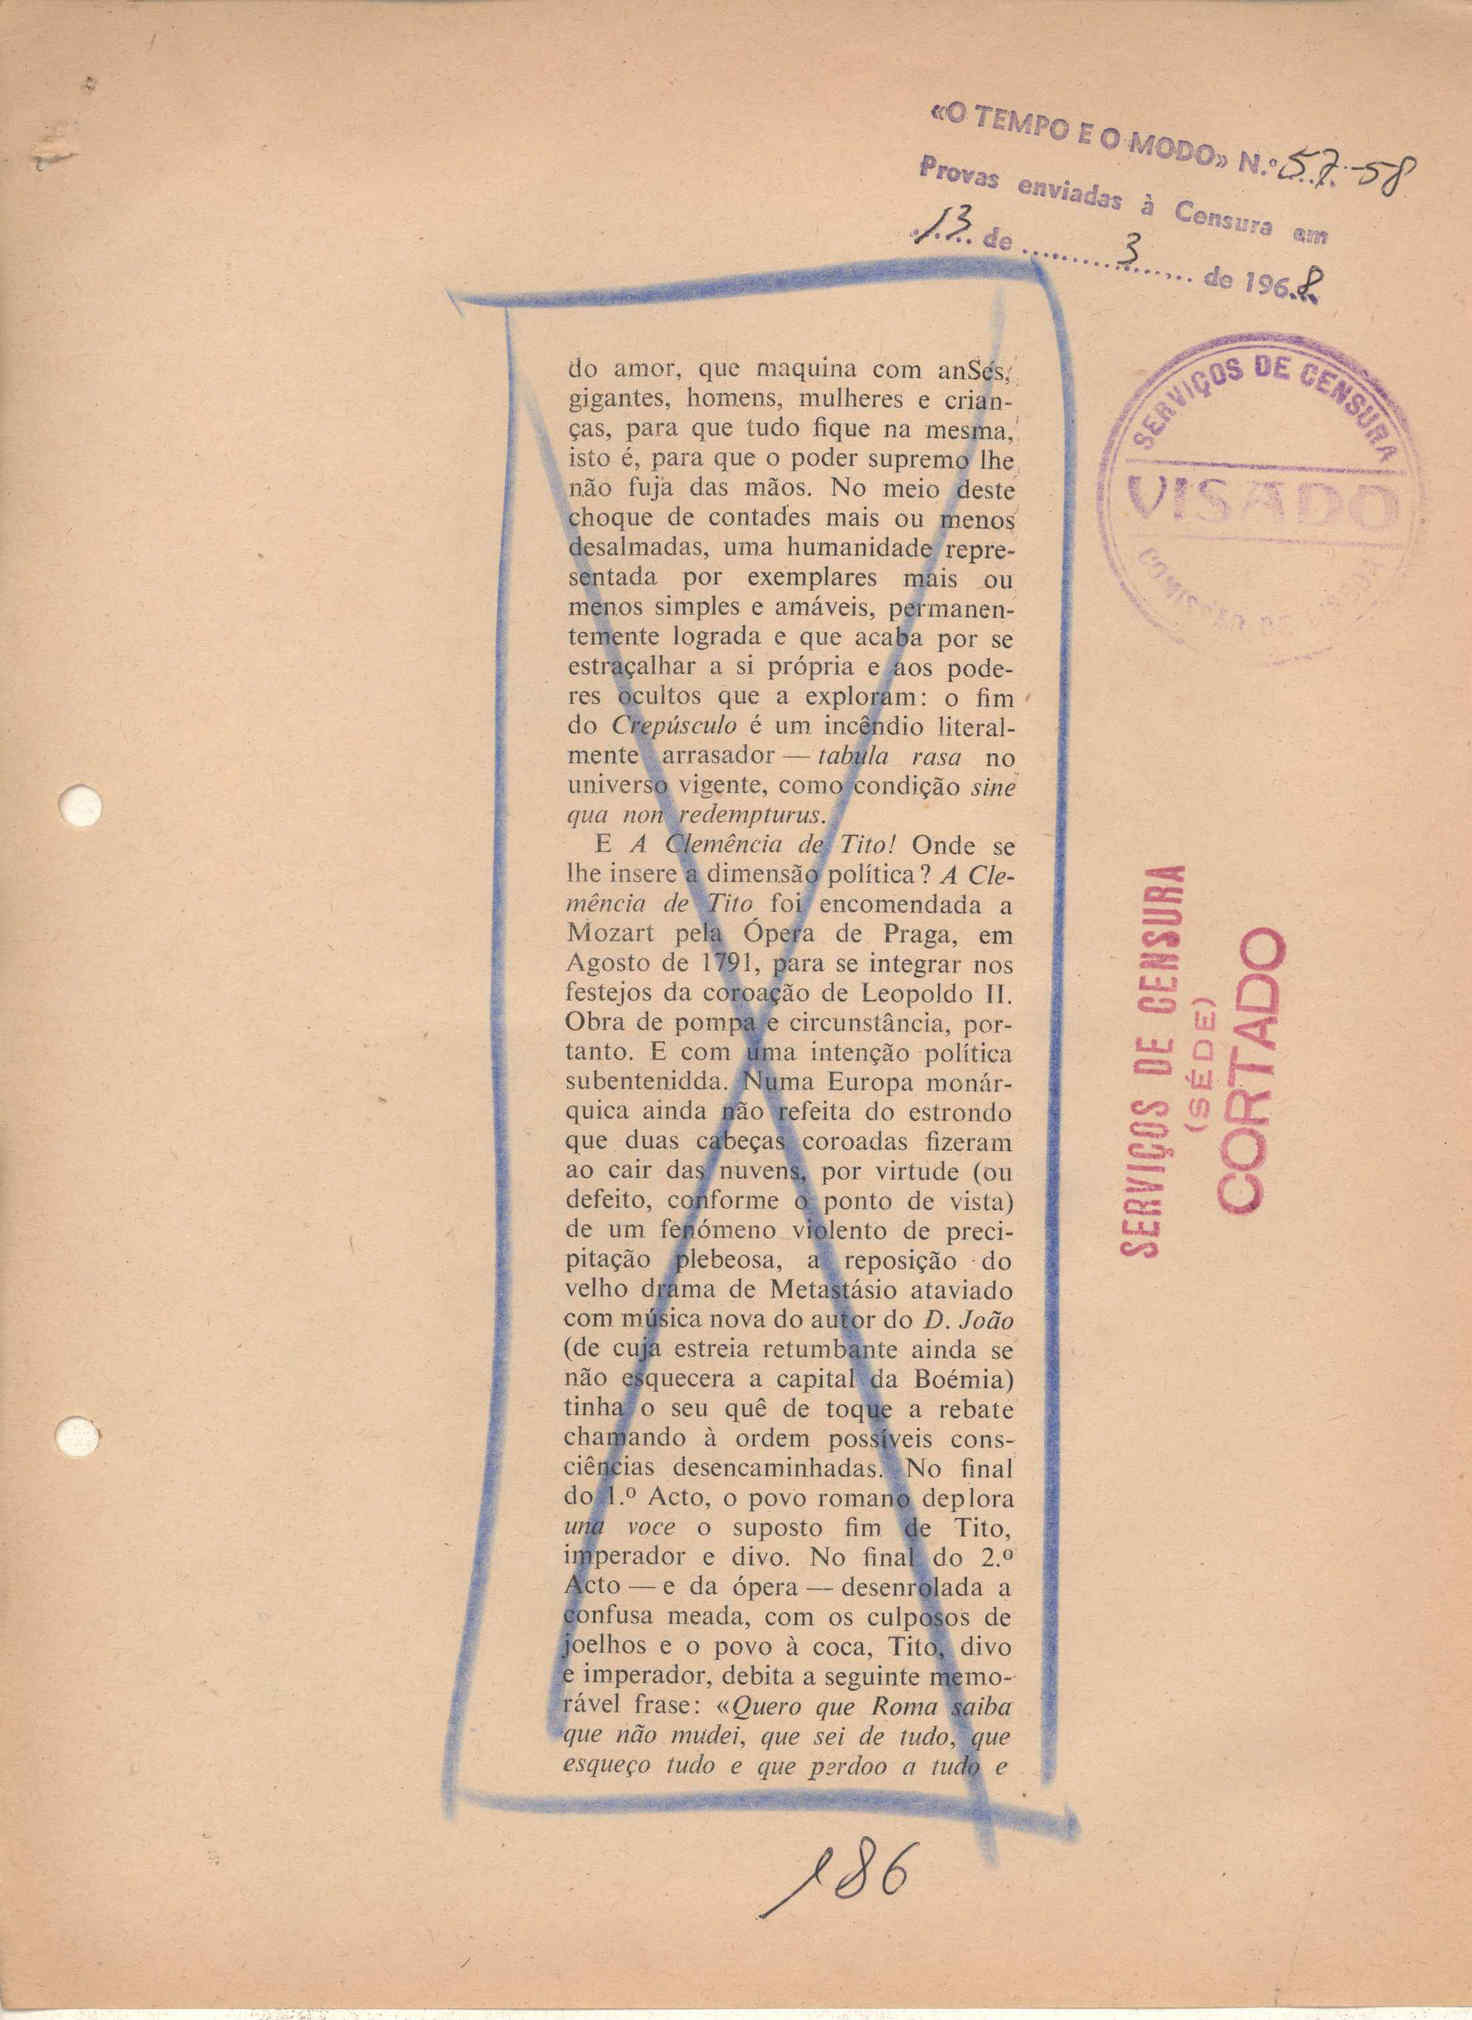 «O TEMPO E O MODO» N.º 57-58
Provas enviadas à Censura em
13 de 3 de 1968
SERVIÇOS DE CENSURA
VISADO
do amor, que maquina com anSés,
gigantes, homens, mulheres e crian-
ças, para que tudo fique na mesma,
isto é, para que o poder supremo lhe
não fuja das mãos. No meio deste
choque de contades mais ou menos
desalmadas, uma humanidade repre-
sentada por exemplares mais ou
menos simples e amáveis, permanen-
temente lograda e que acaba por se
estraçalhar a si própria e aos pode-
res ocultos que a exploram: o fim
do Crepúsculo é um incêndio literal-
mente arrasador — tabula rasa no
universo vigente, como condição sine
qua non redempturus.
E A Clemência de Tito! Onde se
lhe insere a dimensão política? A Cle-
mência de Tito foi encomendada a
Mozart pela Ópera de Praga, em
Agosto de 1791, para se integrar nos
festejos da coroação de Leopoldo II.
Obra de pompa e circunstância, por-
tanto. E com uma intenção política
subentenidda. Numa Europa monár-
quica ainda não refeita do estrondo
que duas cabeças coroadas fizeram
ao cair das nuvens, por virtude (ou
defeito, conforme o ponto de vista)
de um fenómeno violento de preci-
pitação plebeosa, a reposição do
velho drama de Metastásio ataviado
com música nova do autor do D. João
(de cuja estreia retumbante ainda se
não esquecera a capital da Boémia)
tinha o seu quê de toque a rebate
chamando à ordem possíveis cons-
ciências desencaminhadas. No final
do 1.º Acto, o povo romano deplora
una voce o suposto fim de Tito,
imperador e divo. No final do 2.º
Acto — e da ópera — desenrolada a
confusa meada, com os culposos de
joelhos e o povo à coca, Tito, divo
e imperador, debita a seguinte memo-
rável frase: «Quero que Roma saiba
que não mudei, que sei de tudo, que
esqueço tudo e que perdoo a tudo e
SERVIÇOS DE CENSURA
(SÉDE)
CORTADO
186